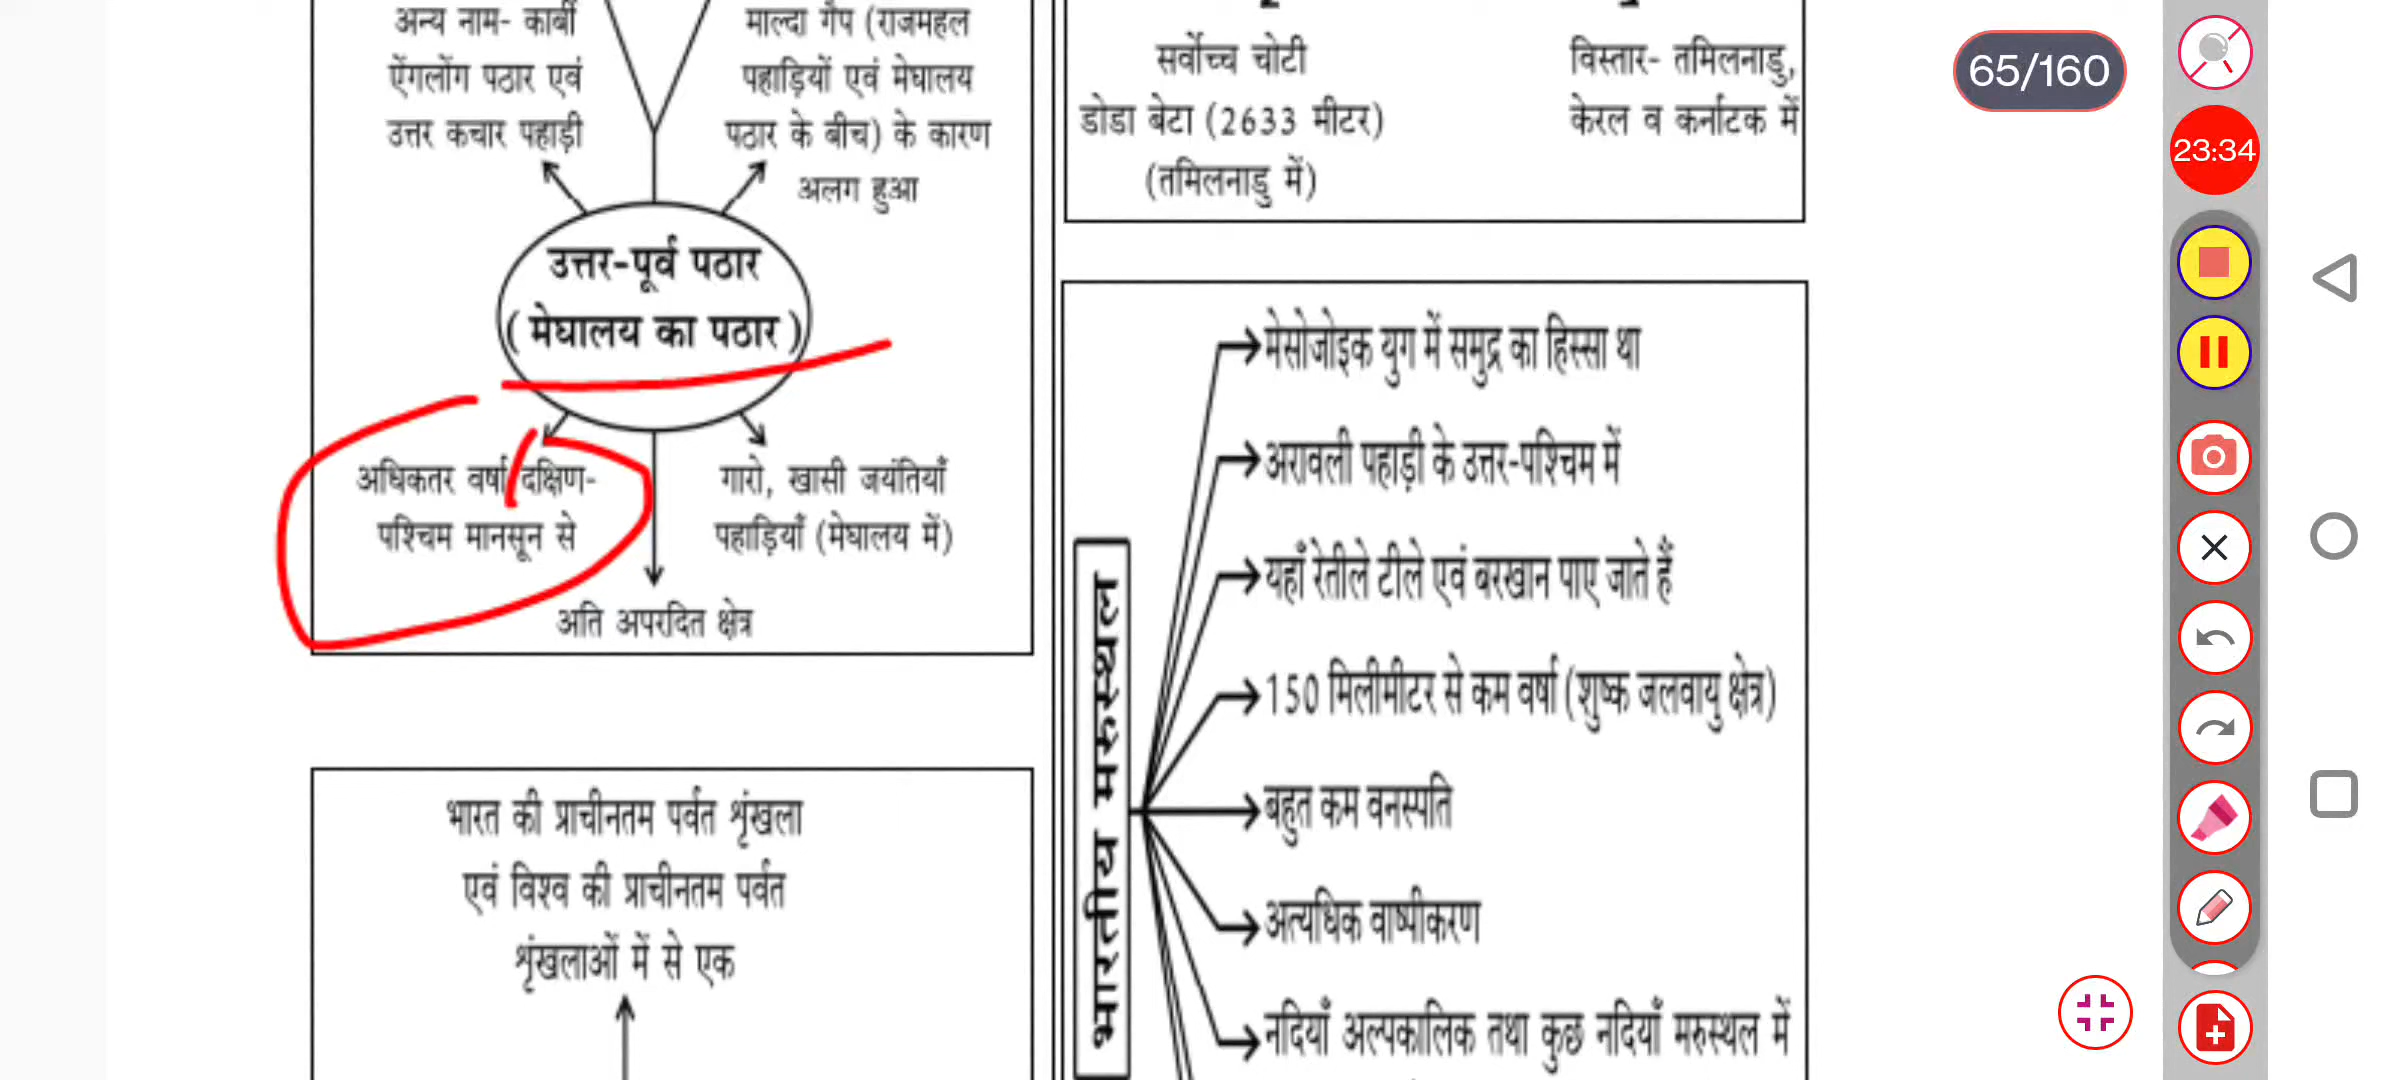 अन्य नाम- कार्बी
ऐंगलोंग पठार एवं
उत्तर कचार पहाड़ी
माल्दा गैप (राजमहल
पहाड़ियों एवं मेघालय
पठार के बीच) के कारण
अलग हुआ
उत्तर-पूर्व पठार
(मेघालय का पठार)
अधिकतर वर्षा दक्षिण-
पश्चिम मानसून से
गारो, खासी जयंतियाँ
पहाड़ियाँ (मेघालय में)
अति अपरदित क्षेत्र
भारत की प्राचीनतम पर्वत शृंखला
एवं विश्व की प्राचीनतम पर्वत
शृंखलाओं में से एक
सर्वोच्च चोटी
डोडा बेटा (2633 मीटर)
(तमिलनाडु में)
विस्तार- तमिलनाडु,
केरल व कर्नाटक में
भारतीय मरुस्थल
मेसोजोइक युग में समुद्र का हिस्सा था
अरावली पहाड़ी के उत्तर-पश्चिम में
यहाँ रेतीले टीले एवं बरखान पाए जाते हैं
150 मिलीमीटर से कम वर्षा (शुष्क जलवायु क्षेत्र)
बहुत कम वनस्पति
अत्यधिक वाष्पीकरण
नदियाँ अल्पकालिक तथा कुछ नदियाँ मरुस्थल में
65/160
23:34